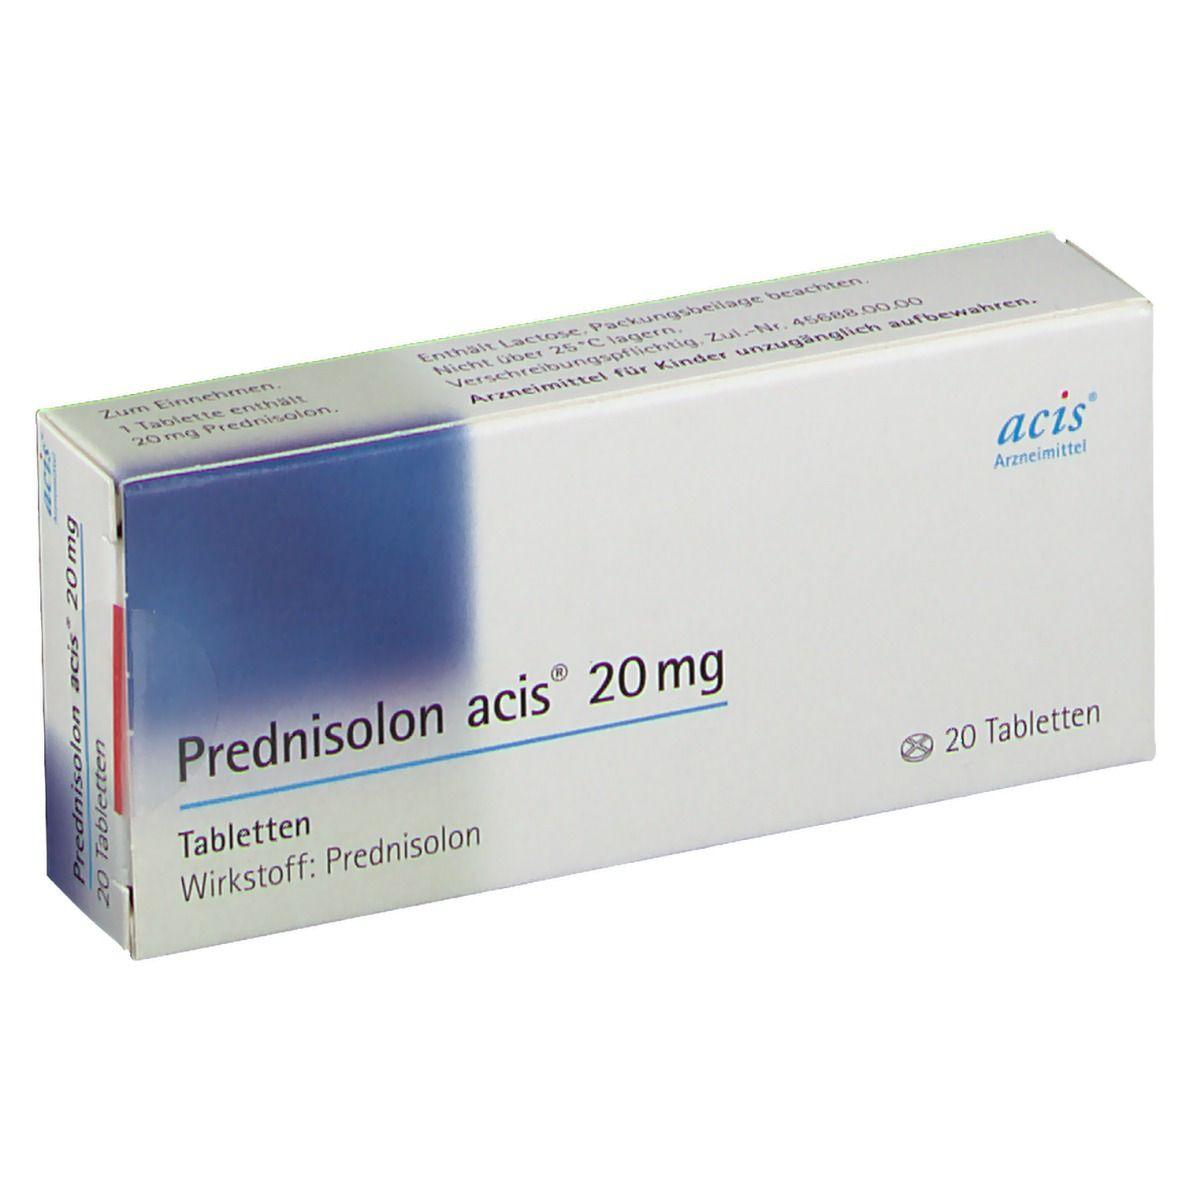 Zum Einnehmen.
1 Tablette enthält
20 mg Prednisolon.
Enthält Lactose. Packungsbeilage beachten.
Nicht über 25°C lagern.
Verschreibungspflichtig, Zul.-Nr. 45688.00.00
Arzneimittel für Kinder unzugänglich aufbewahren.
acis®
Arzneimittel
Prednisolon acis® 20 mg
20 Tabletten
acis®
Arzneimittel
Prednisolon acis® 20 mg
Tabletten
Wirkstoff: Prednisolon
20 Tabletten